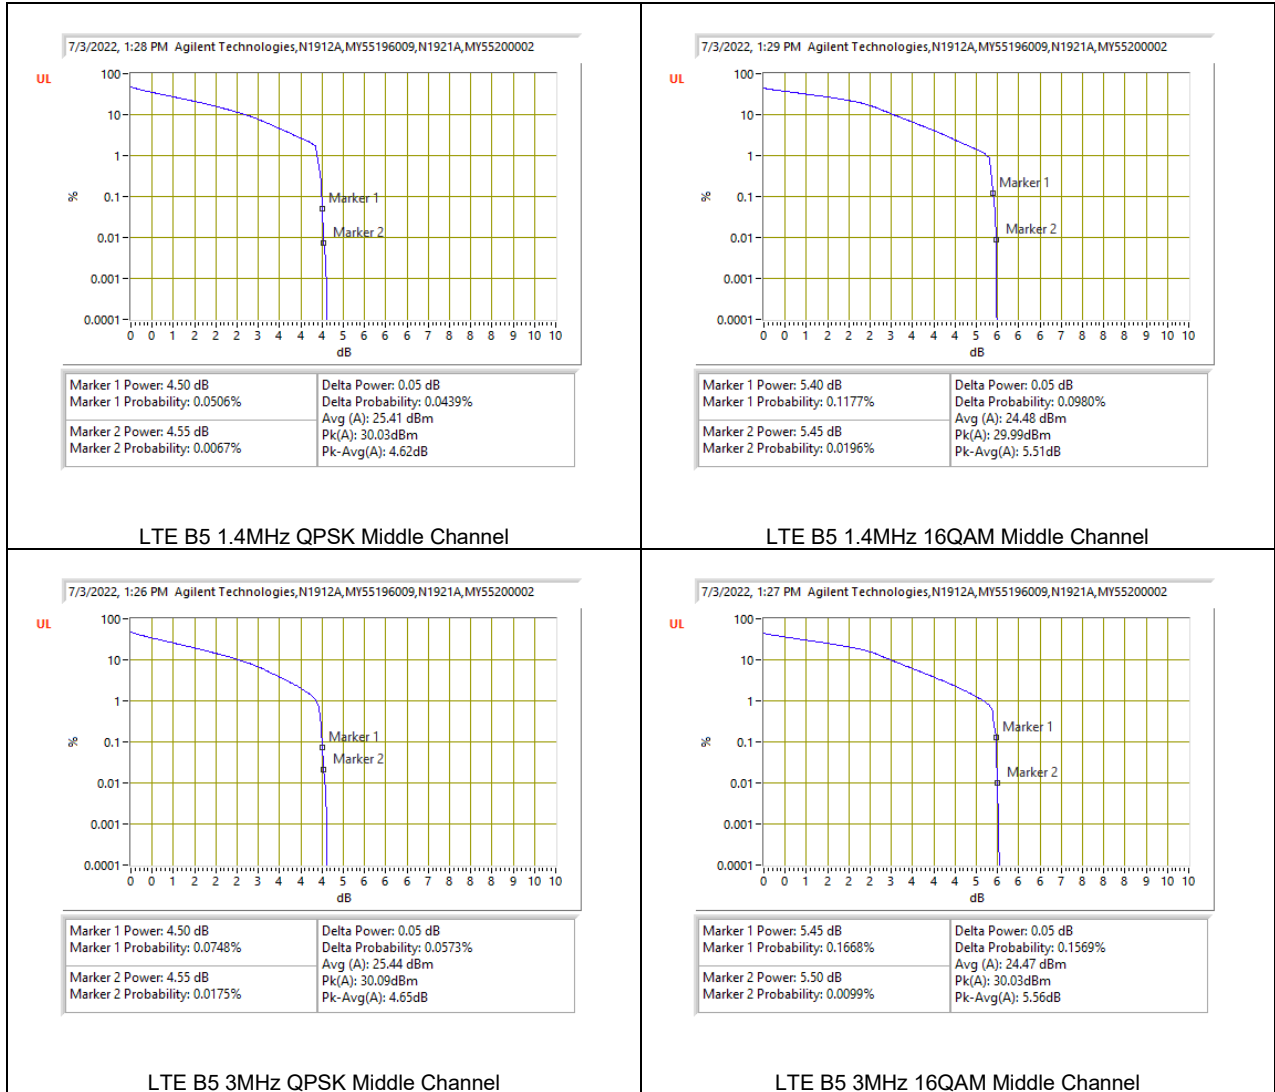 7/3/2022, 1:28 PM Agilent Technologies,N1912A,MY55196009,N1921A,MY55200002
UL
100
10
1
0.1
0.01
0.001
0.0001
%
Marker 1
Marker 2
0 0 1 2 2 2 3 4 4 4 5 6 6 6 7 8 8 8 9 10 10
dB
Marker 1 Power: 4.50 dB
Marker 1 Probability: 0.0506%
Marker 2 Power: 4.55 dB
Marker 2 Probability: 0.0067%
Delta Power: 0.05 dB
Delta Probability: 0.0439%
Avg (A): 25.41 dBm
Pk(A): 30.03dBm
Pk-Avg(A): 4.62dB
LTE B5 1.4MHz QPSK Middle Channel
7/3/2022, 1:29 PM Agilent Technologies,N1912A,MY55196009,N1921A,MY55200002
UL
100
10
1
0.1
0.01
0.001
0.0001
%
Marker 1
Marker 2
0 0 1 2 2 2 3 4 4 4 5 6 6 6 7 8 8 8 9 10 10
dB
Marker 1 Power: 5.40 dB
Marker 1 Probability: 0.1177%
Marker 2 Power: 5.45 dB
Marker 2 Probability: 0.0196%
Delta Power: 0.05 dB
Delta Probability: 0.0980%
Avg (A): 24.48 dBm
Pk(A): 29.99dBm
Pk-Avg(A): 5.51dB
LTE B5 1.4MHz 16QAM Middle Channel
7/3/2022, 1:26 PM Agilent Technologies,N1912A,MY55196009,N1921A,MY55200002
UL
100
10
1
0.1
0.01
0.001
0.0001
%
Marker 1
Marker 2
0 0 1 2 2 2 3 4 4 4 5 6 6 6 7 8 8 8 9 10 10
dB
Marker 1 Power: 4.50 dB
Marker 1 Probability: 0.0748%
Marker 2 Power: 4.55 dB
Marker 2 Probability: 0.0175%
Delta Power: 0.05 dB
Delta Probability: 0.0573%
Avg (A): 25.44 dBm
Pk(A): 30.09dBm
Pk-Avg(A): 4.65dB
LTE B5 3MHz QPSK Middle Channel
7/3/2022, 1:27 PM Agilent Technologies,N1912A,MY55196009,N1921A,MY55200002
UL
100
10
1
0.1
0.01
0.001
0.0001
%
Marker 1
Marker 2
0 0 1 2 2 2 3 4 4 4 5 6 6 6 7 8 8 8 9 10 10
dB
Marker 1 Power: 5.45 dB
Marker 1 Probability: 0.1668%
Marker 2 Power: 5.50 dB
Marker 2 Probability: 0.0099%
Delta Power: 0.05 dB
Delta Probability: 0.1569%
Avg (A): 24.47 dBm
Pk(A): 30.03dBm
Pk-Avg(A): 5.56dB
LTE B5 3MHz 16QAM Middle Channel